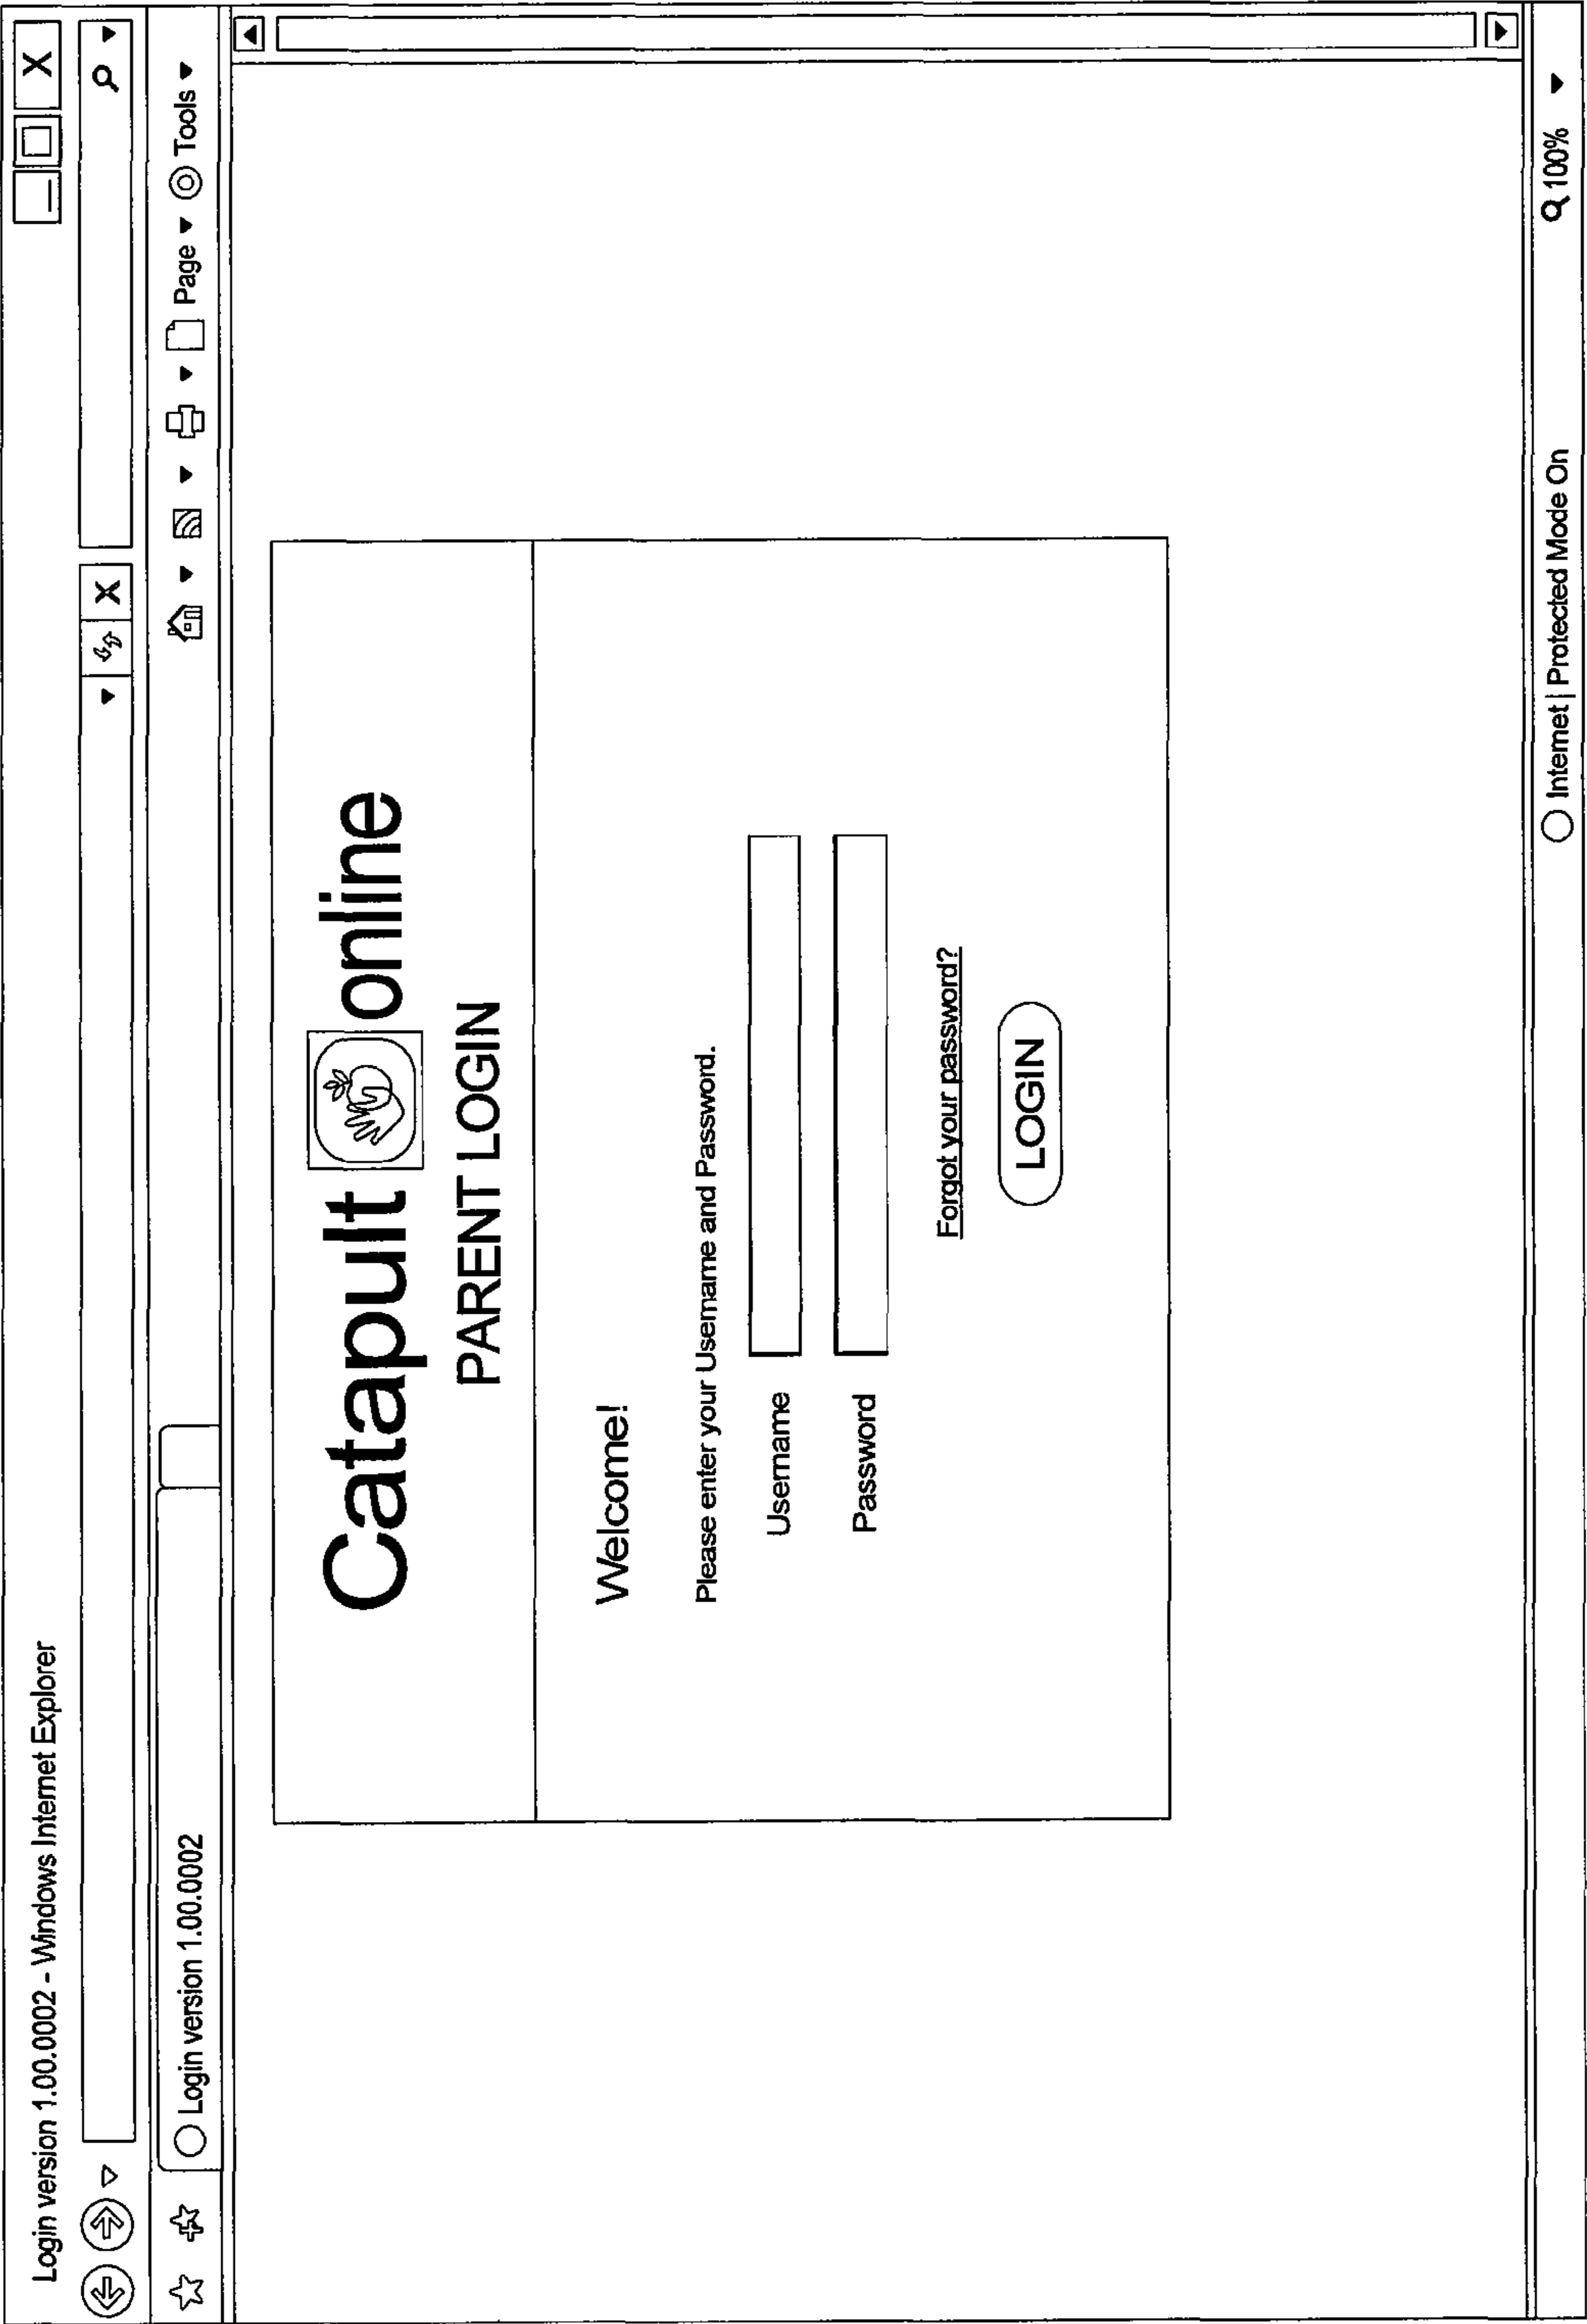 Login version 1.00.0002 - Windows Internet Explorer
X
X
Login version 1.00.0002
Page
Tools
Catapult online
PARENT LOGIN
Welcome!
Please enter your Username and Password.
Username
Password
Forgot your password?
LOGIN
Internet | Protected Mode On
100%